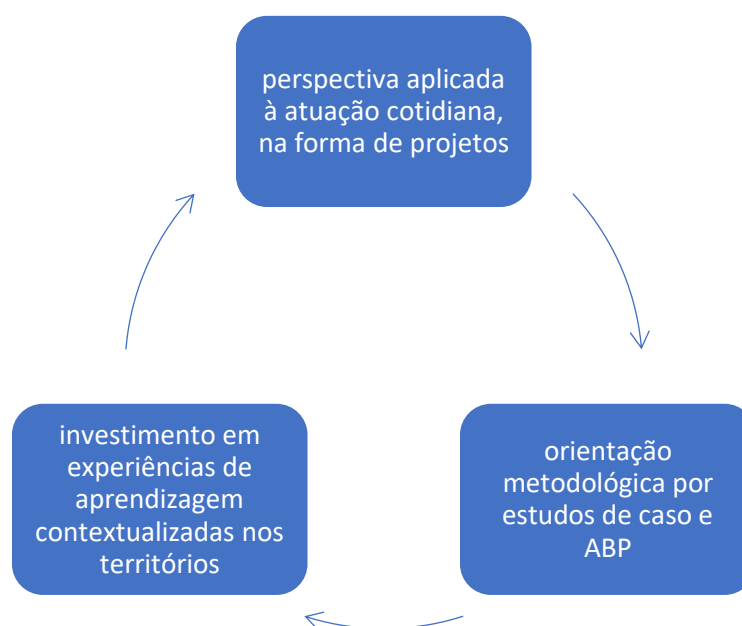 perspectiva aplicada
à atuação cotidiana,
na forma de projetos
investimento em
experiências de
aprendizagem
contextualizadas nos
territórios
orientação
metodológica por
estudos de caso e
ABP